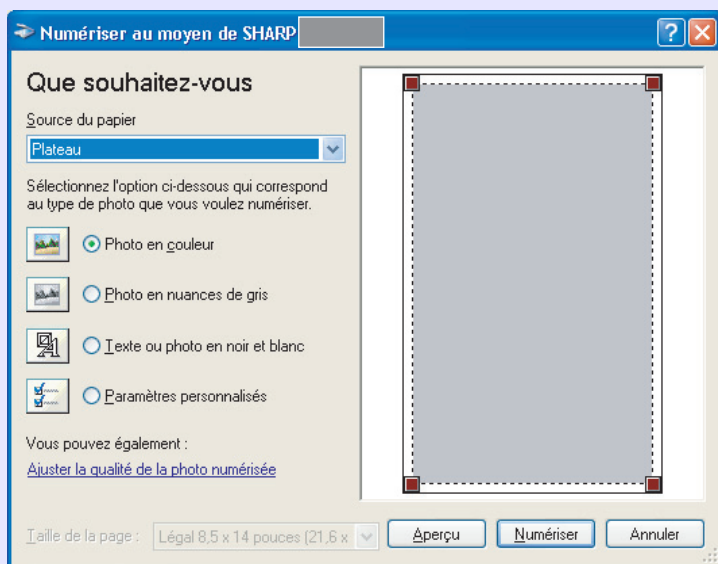 Numériser au moyen de SHARP
Que souhaitez-vous
Source du papier
Plateau
Sélectionnez l'option ci-dessous qui correspond
au type de photo que vous voulez numériser.
Photo en couleur
Photo en nuances de gris
Texte ou photo en noir et blanc
Paramètres personnalisés
Vous pouvez également :
Ajuster la qualité de la photo numérisée
Taille de la page : Légal 8,5 x 14 pouces (21,6 x
Aperçu Numériser Annuler